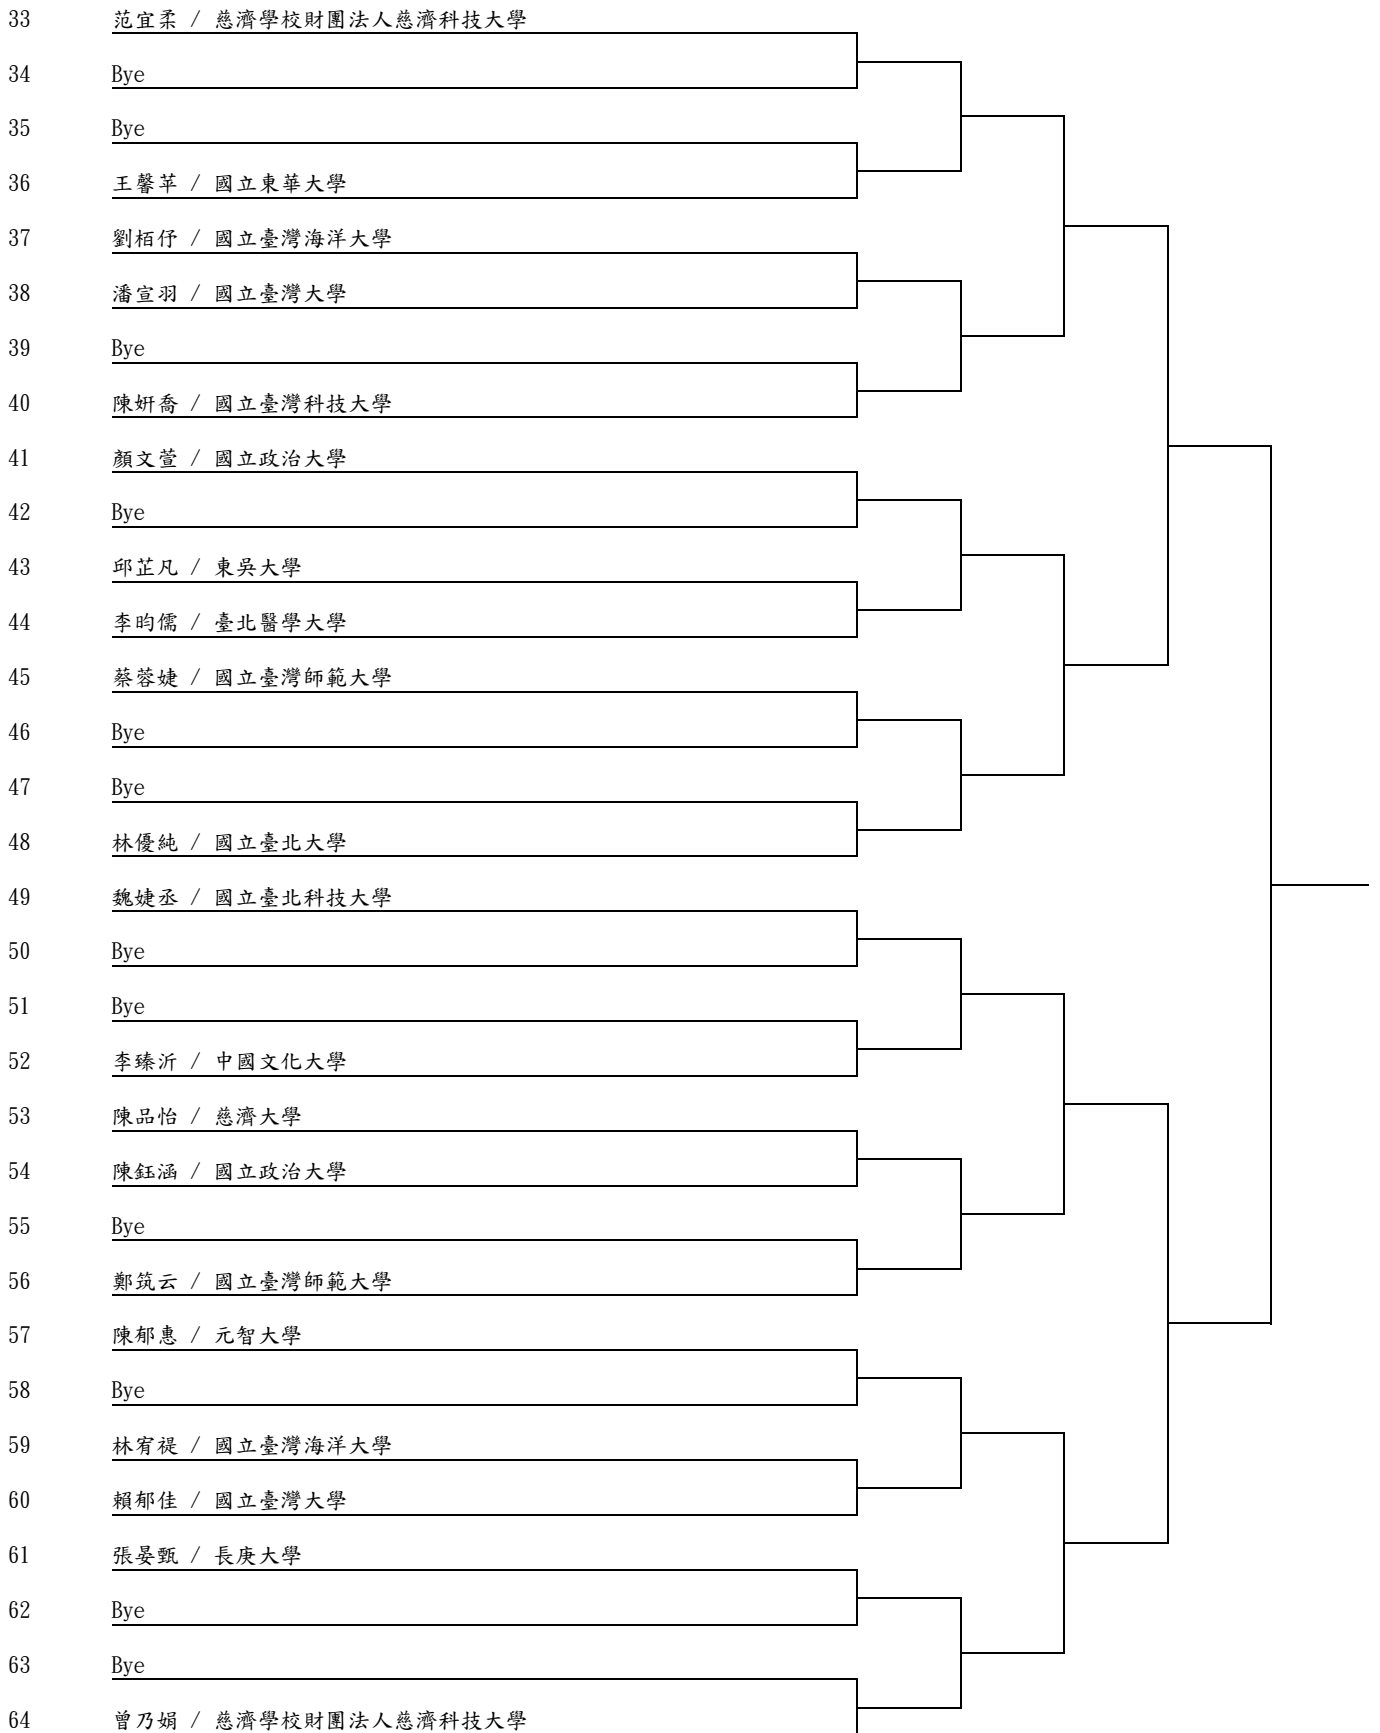 33 范宜柔 / 慈濟學校財團法人慈濟科技大學
34 Bye
35 Bye
36 王馨苹 / 國立東華大學
37 劉栢伃 / 國立臺灣海洋大學
38 潘宣羽 / 國立臺灣大學
39 Bye
40 陳妍喬 / 國立臺灣科技大學
41 顏文萱 / 國立政治大學
42 Bye
43 邱芷凡 / 東吳大學
44 李昀儒 / 臺北醫學大學
45 蔡蓉婕 / 國立臺灣師範大學
46 Bye
47 Bye
48 林優純 / 國立臺北大學
49 魏婕丞 / 國立臺北科技大學
50 Bye
51 Bye
52 李臻沂 / 中國文化大學
53 陳品怡 / 慈濟大學
54 陳鈺涵 / 國立政治大學
55 Bye
56 鄭筑云 / 國立臺灣師範大學
57 陳郁惠 / 元智大學
58 Bye
59 林宥禔 / 國立臺灣海洋大學
60 賴郁佳 / 國立臺灣大學
61 張晏甄 / 長庚大學
62 Bye
63 Bye
64 曾乃娟 / 慈濟學校財團法人慈濟科技大學